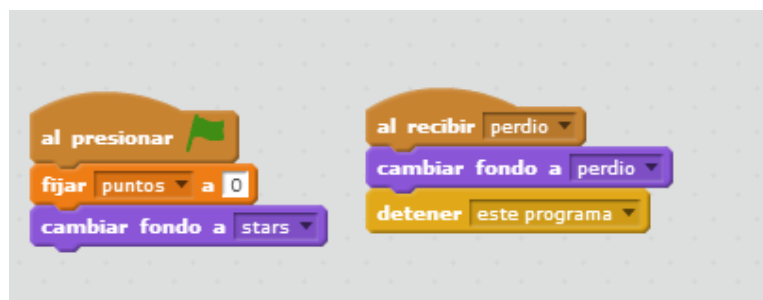 al presionar
fijar puntos a 0
cambiar fondo a stars
al recibir perdio
cambiar fondo a perdio
detener este programa